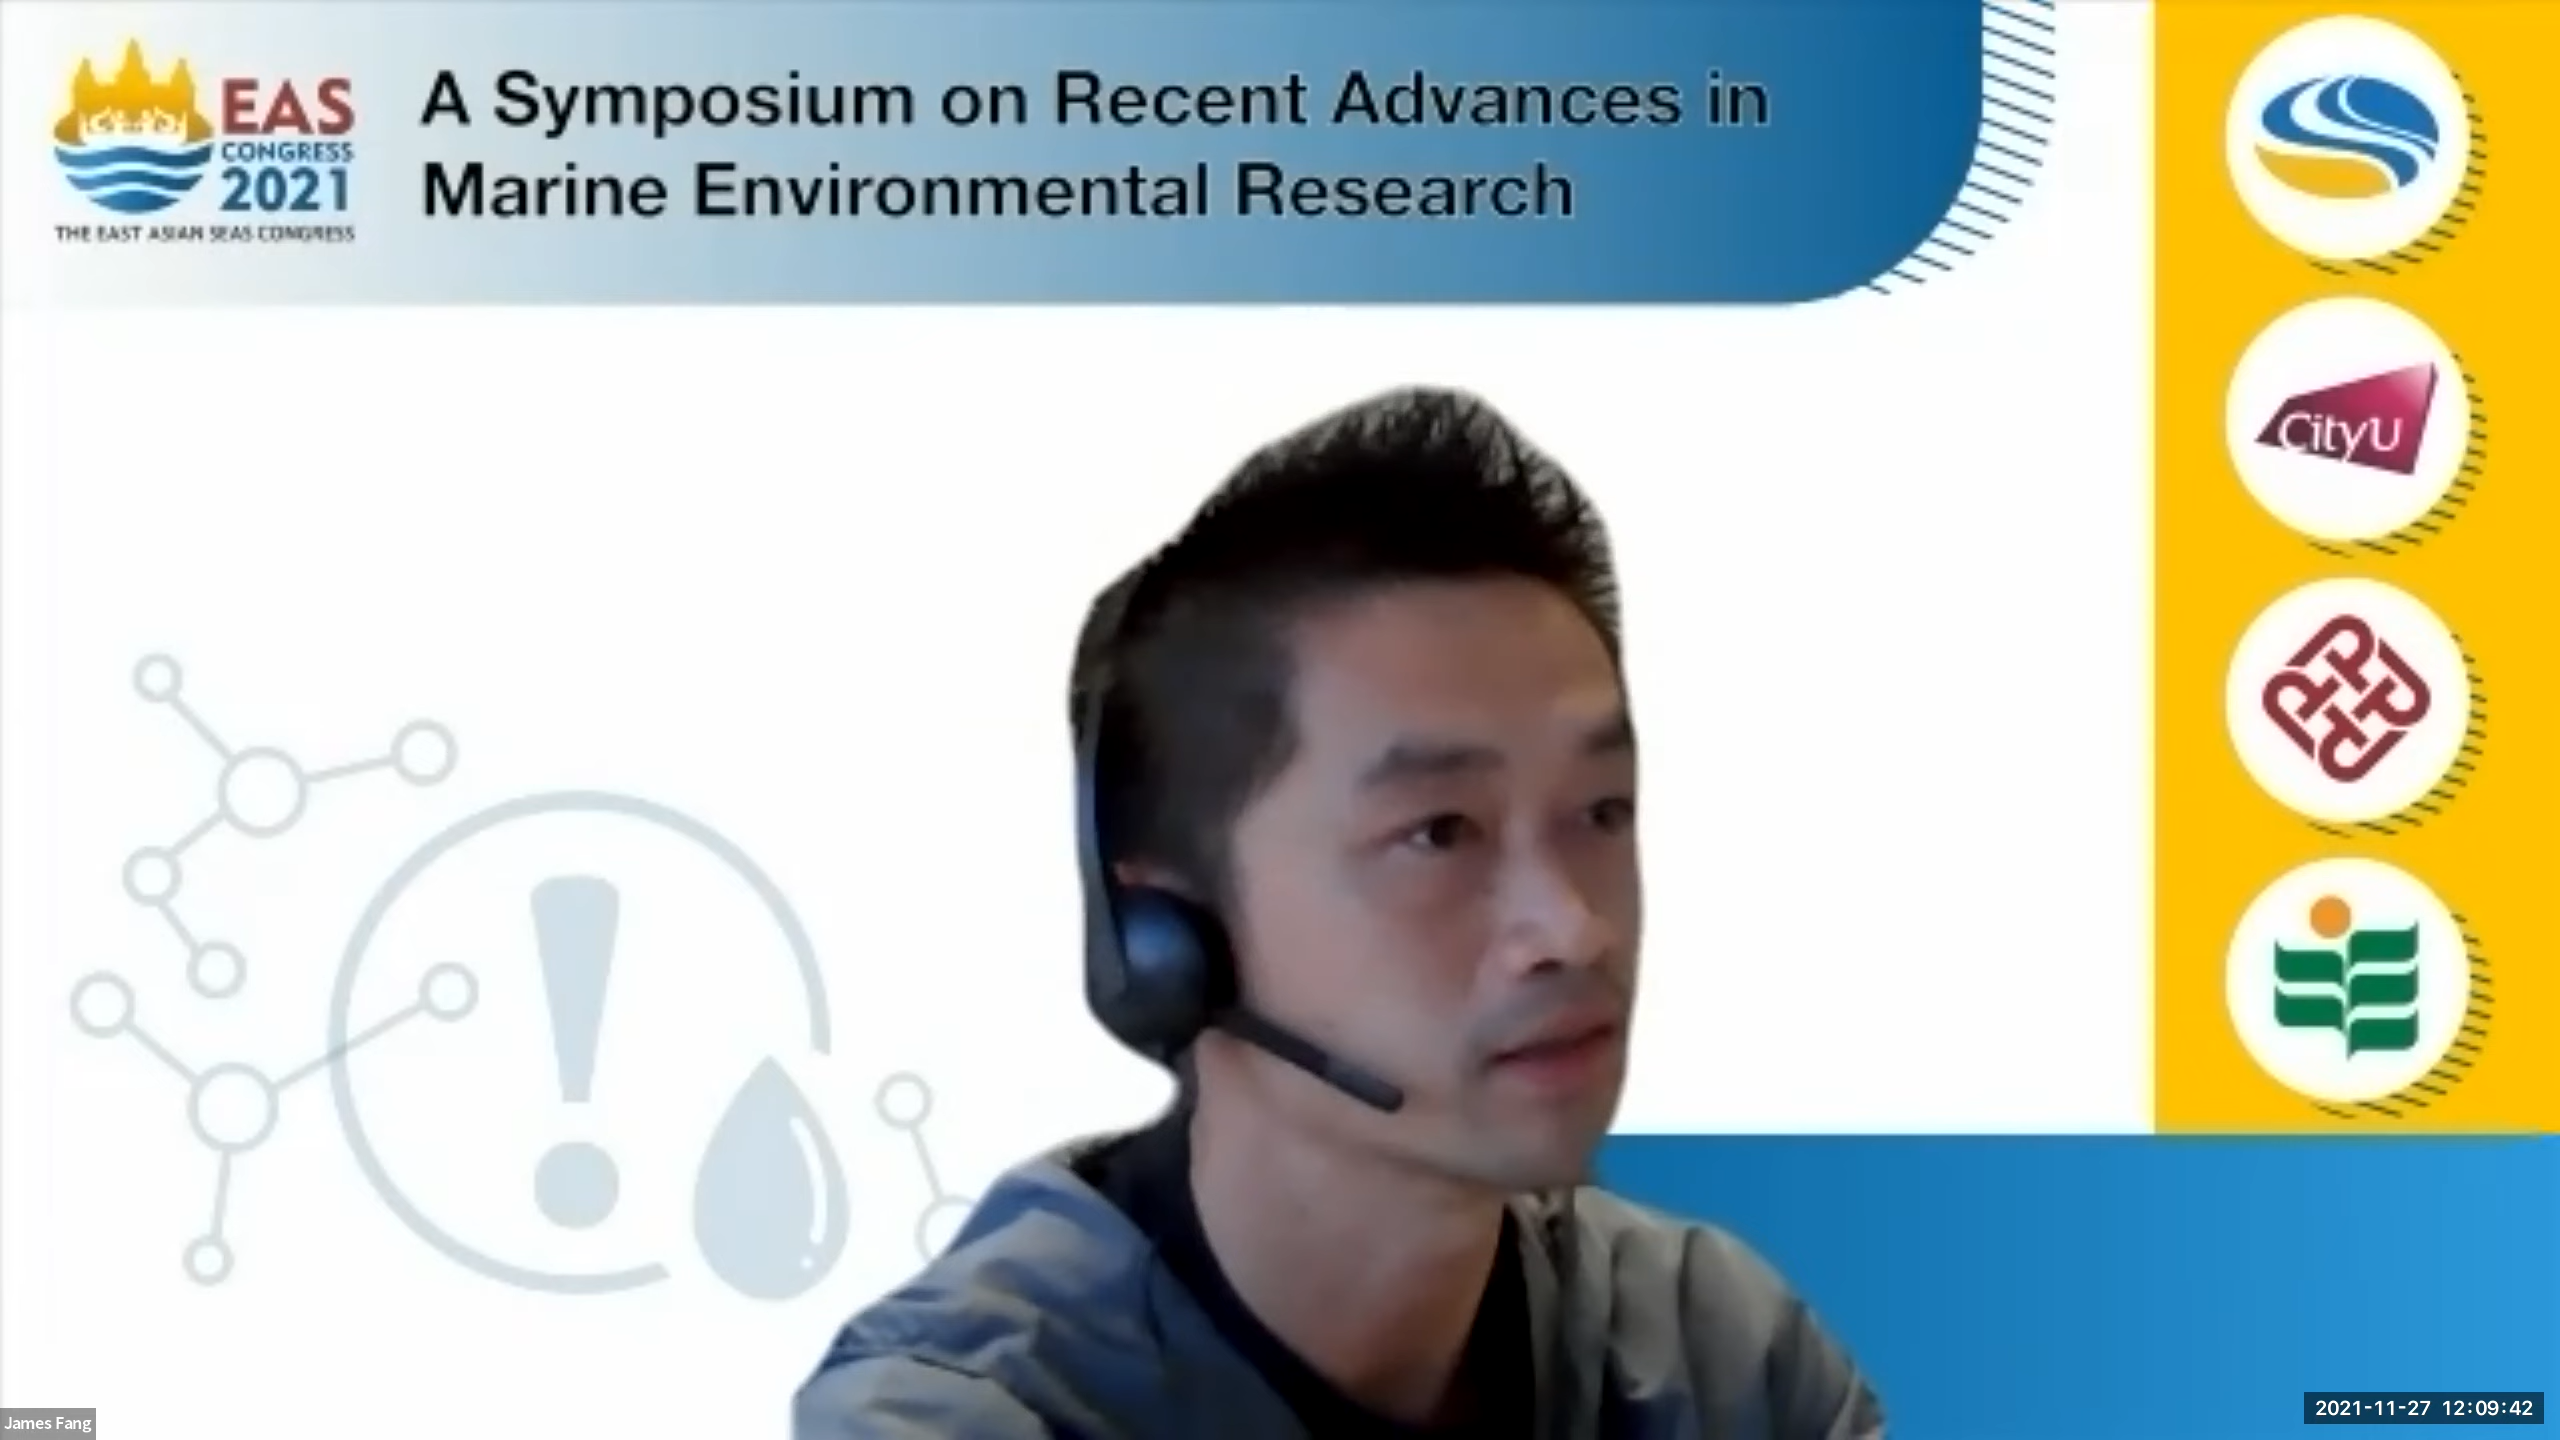 EAS
CONGRESS
2021
THE EAST ASIAN SEAS CONGRESS
A Symposium on Recent Advances in
Marine Environmental Research
CityU
James Fang
2021-11-27 12:09:42